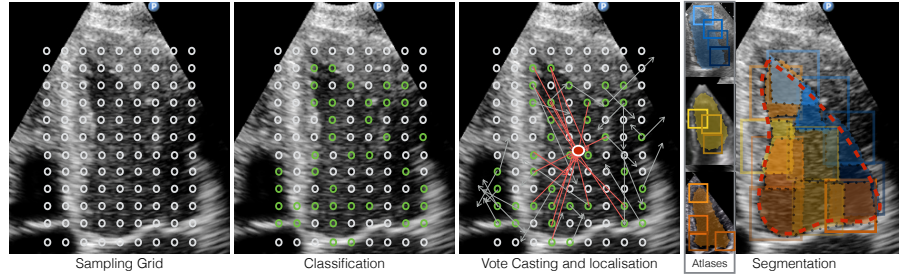 P
P
P
Sampling Grid
Classification
Vote Casting and localisation
Atlases
Segmentation